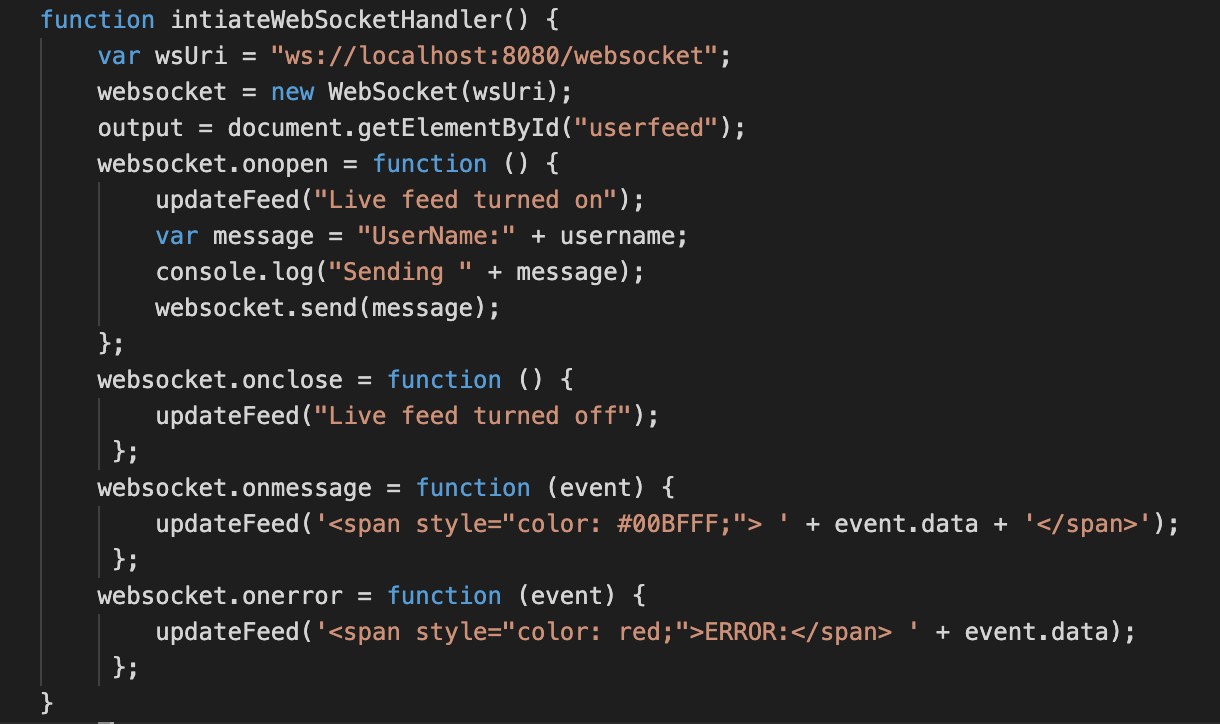 function intiateWebSocketHandler() {
    var wsUri = "ws://localhost:8080/websocket";
    websocket = new WebSocket(wsUri);
    output = document.getElementById("userfeed");
    websocket.onopen = function () {
        updateFeed("Live feed turned on");
        var message = "UserName:" + username;
        console.log("Sending " + message);
        websocket.send(message);
    };
    websocket.onclose = function () {
        updateFeed("Live feed turned off");
     };
    websocket.onmessage = function (event) {
        updateFeed('<span style="color: #00BFFF;"> ' + event.data + '</span>');
     };
    websocket.onerror = function (event) {
        updateFeed('<span style="color: red;">ERROR:</span> ' + event.data);
     };
}